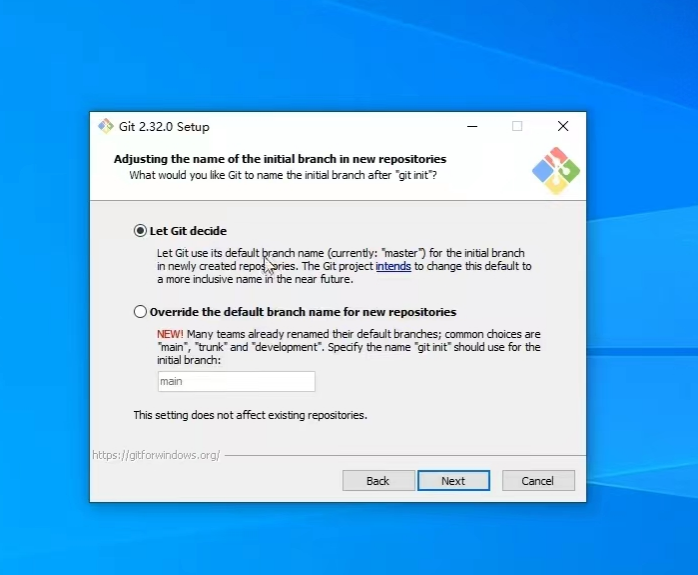 Git 2.32.0 Setup
Adjusting the name of the initial branch in new repositories
What would you like Git to name the initial branch after "git init"?
Let Git decide
Let Git use its default branch name (currently: "master") for the initial branch
in newly created repositories. The Git project intends to change this default to
a more inclusive name in the near future.
Override the default branch name for new repositories
NEW! Many teams already renamed their default branches; common choices are
"main", "trunk" and "development". Specify the name "git init" should use for the
initial branch:
main
This setting does not affect existing repositories.
https://gitforwindows.org/
Back
Next
Cancel